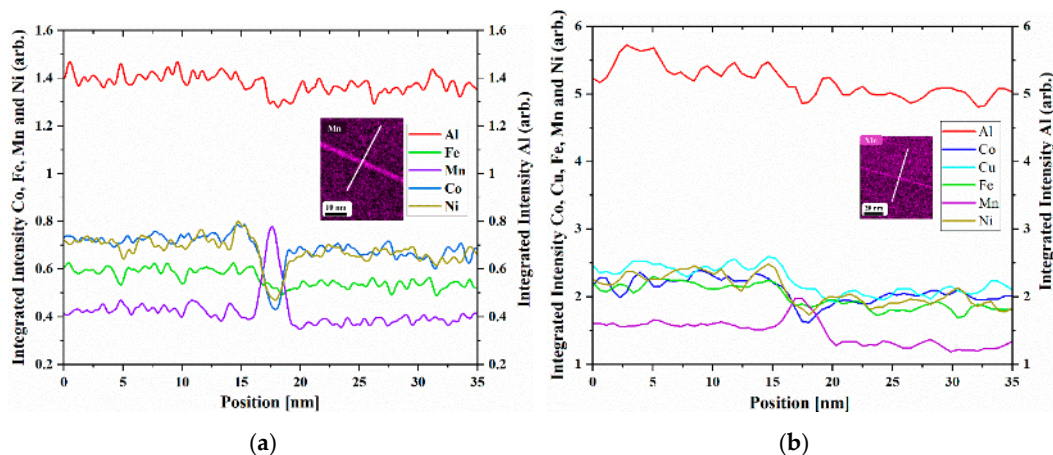 Integrated Intensity Co, Fe, Mn and Ni (arb.)
1.6
1.4
1.2
1.0
0.8
0.6
0.4
0.2
Mn
10 nm
Al
Fe
Mn
Co
Ni
1.6
1.4
1.2
1.0
0.8
0.6
0.4
0.2
Integrated Intensity Al (arb.)
0 5 10 15 20 25 30 35
Position [nm]
(a)
Integrated Intensity Co, Cu, Fe, Mn and Ni (arb.)
6
5
4
3
2
1
20 nm
Al
Co
Cu
Fe
Mn
Ni
6
5
4
3
2
1
Integrated Intensity Al (arb.)
0 5 10 15 20 25 30 35
Position [nm]
(b)